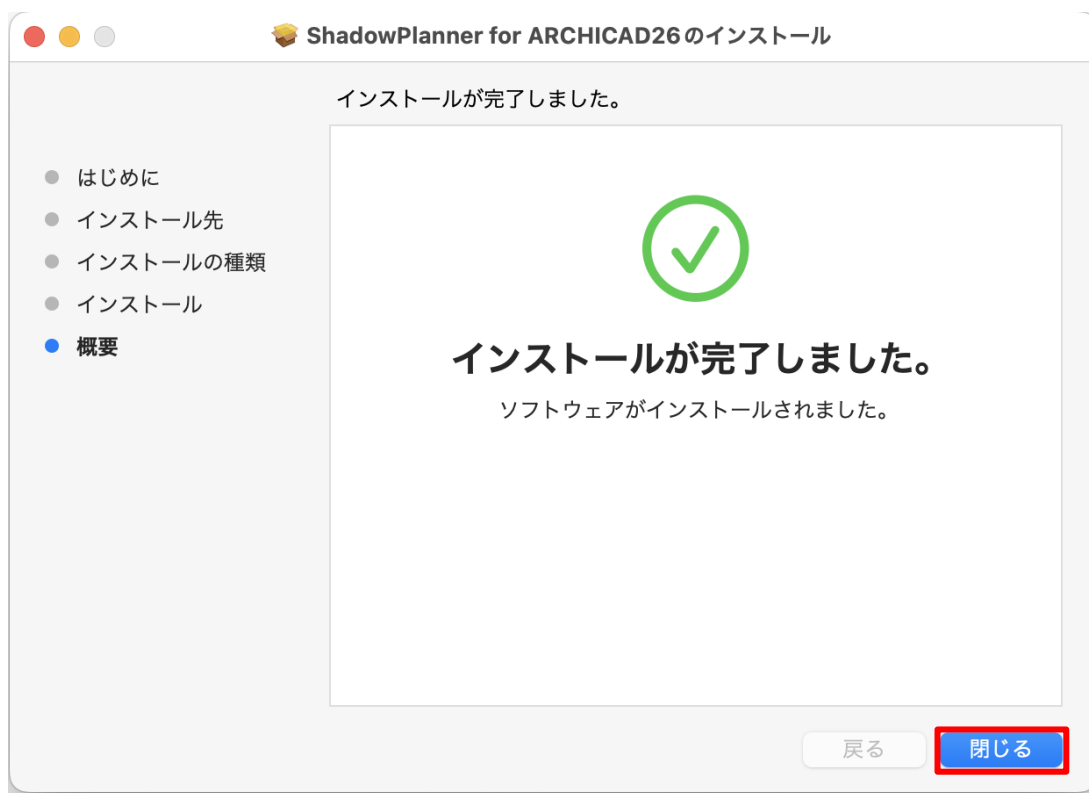 ShadowPlanner for ARCHICAD26のインストール
インストールが完了しました。
はじめに
インストール先
インストールの種類
インストール
概要
インストールが完了しました。
ソフトウェアがインストールされました。
戻る
閉じる